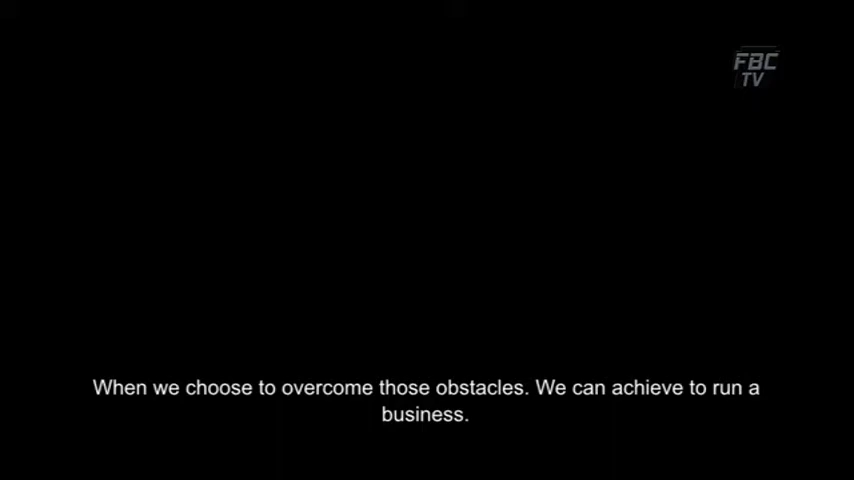 FBC
TV
When we choose to overcome those obstacles. We can achieve to run a
business.